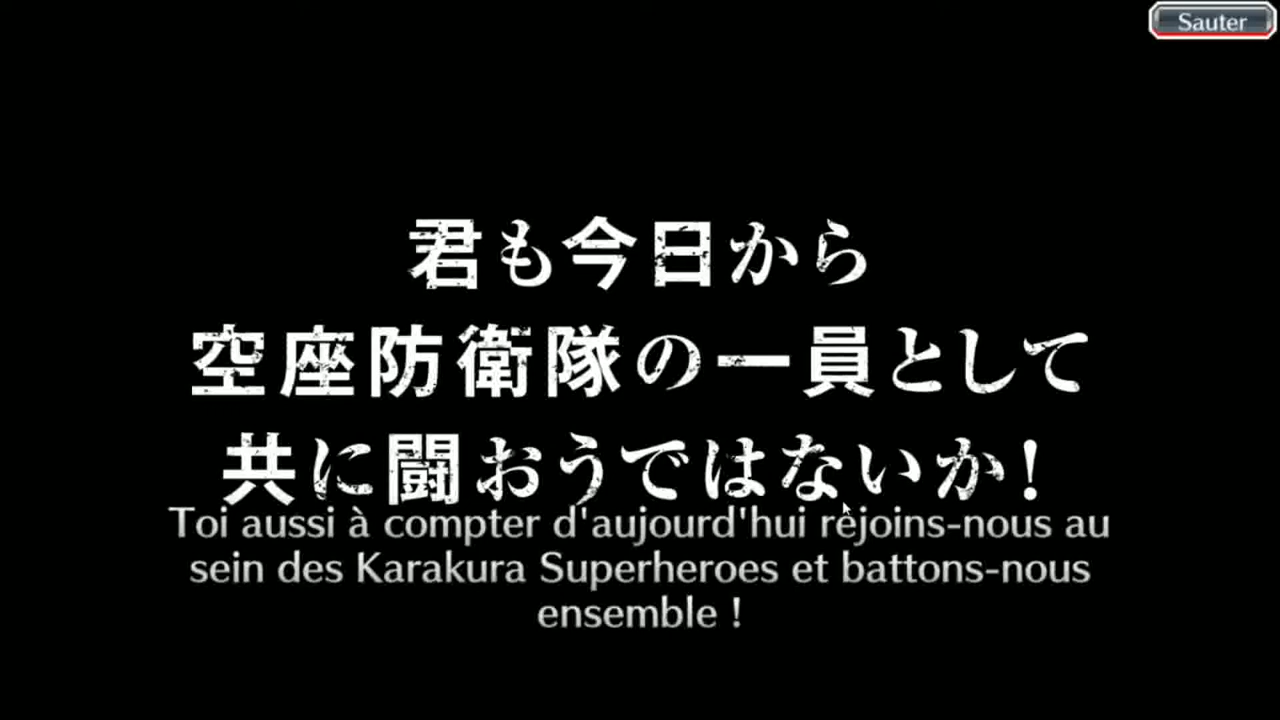 Sauter
君も今日から
空座防衛隊の一員として
共に闘おうではないか!
Toi aussi à compter d'aujourd'hui rejoins-nous au
sein des Karakura Superheroes et battons-nous
ensemble !